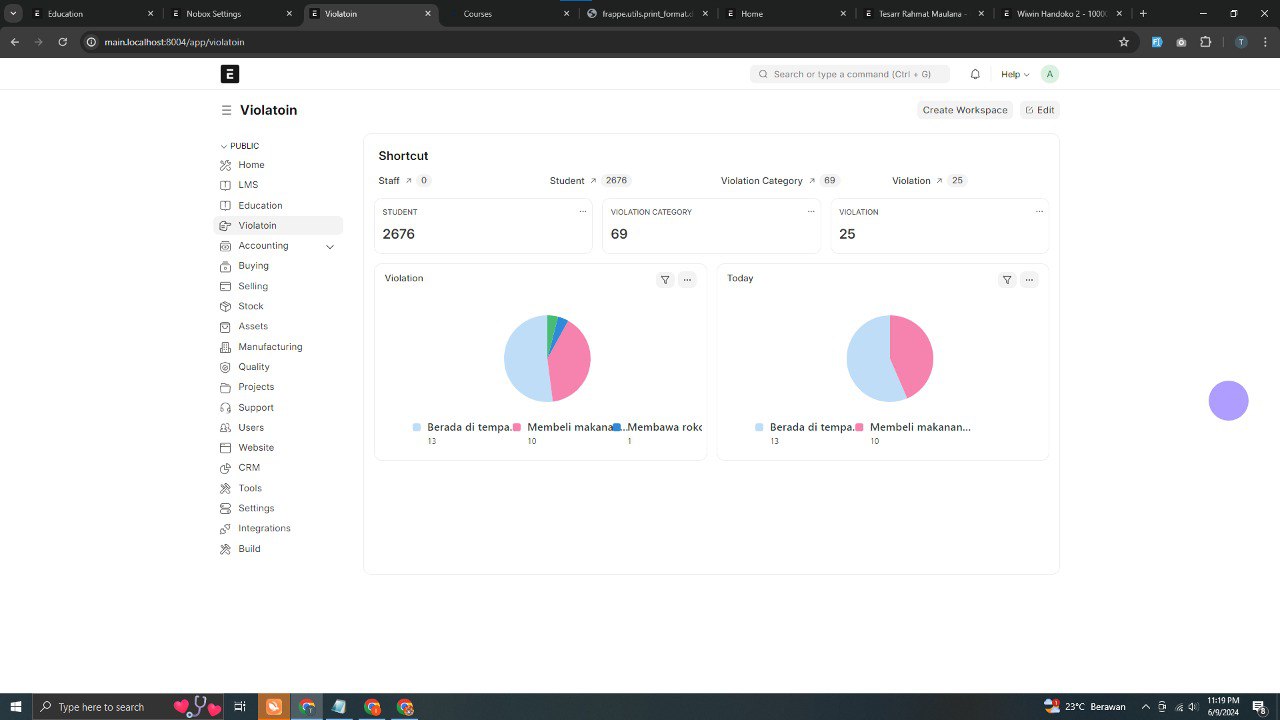 Education
Nobox Settings
Violatoin
Courses
frappe.utils.print_format.d
Home
Tesarr Rahmat Maulana -
Wiwin Handoko 2 - 1000
main.localhost:8004/app/violatoin
T
E
Search or type a command (Ctrl + G)
Help
A
Violatoin
Create Workspace
Edit
PUBLIC
Home
LMS
Education
Violatoin
Accounting
Buying
Selling
Stock
Assets
Manufacturing
Quality
Projects
Support
Users
Website
CRM
Tools
Settings
Integrations
Build
Shortcut
Staff ↗ 0
Student ↗ 2676
Violation Category ↗ 69
Violation ↗ 25
STUDENT ...
2676
VIOLATION CATEGORY ...
69
VIOLATION ...
25
Violation
Berada di tempa... Membeli makana... Membawa roko
13 10 1
Today
Berada di tempa... Membeli makanan...
13 10
Type here to search
23°C Berawan
11:19 PM
6/9/2024